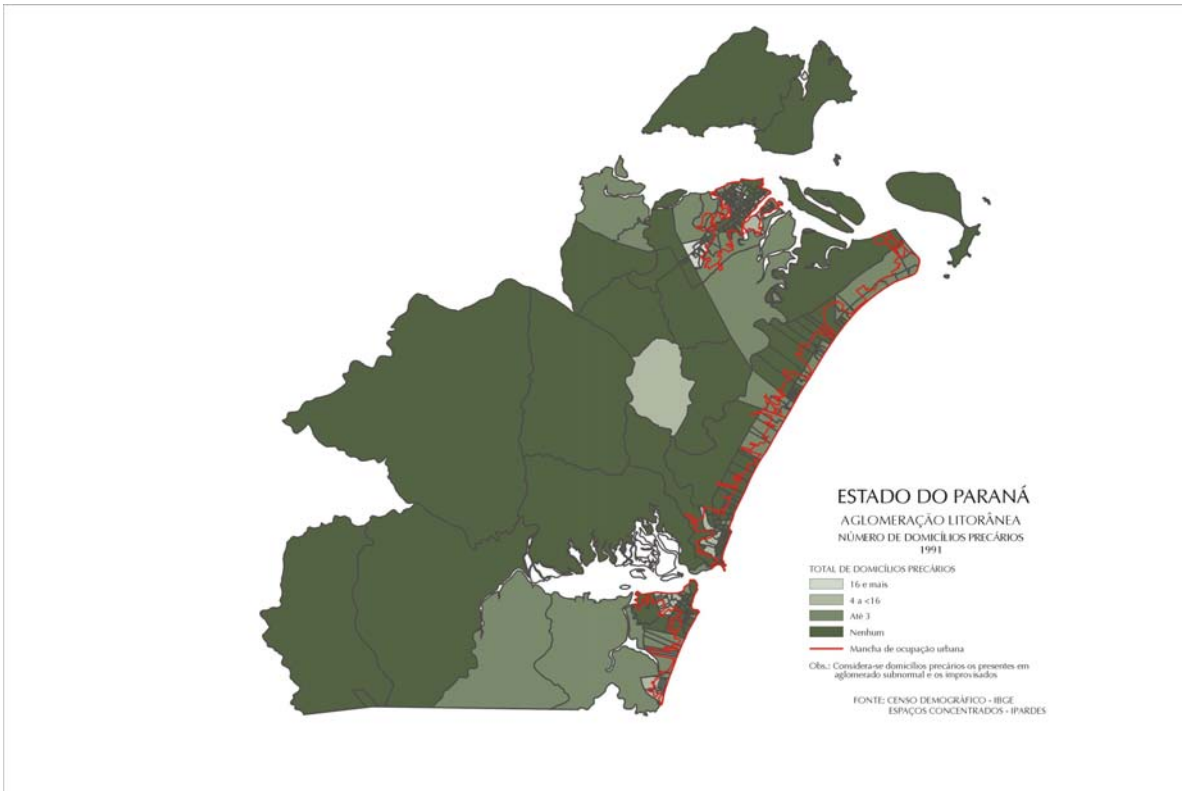 ESTADO DO PARANÁ
AGLOMERAÇÃO LITORÂNEA
NÚMERO DE DOMICÍLIOS PRECÁRIOS
1991
TOTAL DE DOMICÍLIOS PRECÁRIOS
16 e mais
4 a <16
Até 3
Nenhum
Mancha de ocupação urbana
Obs.: Considera-se domicílios precários os presentes em
aglomerado subnormal e os improvisados
FONTE: CENSO DEMOGRÁFICO - IBGE
ESPAÇOS CONCENTRADOS - IPARDES